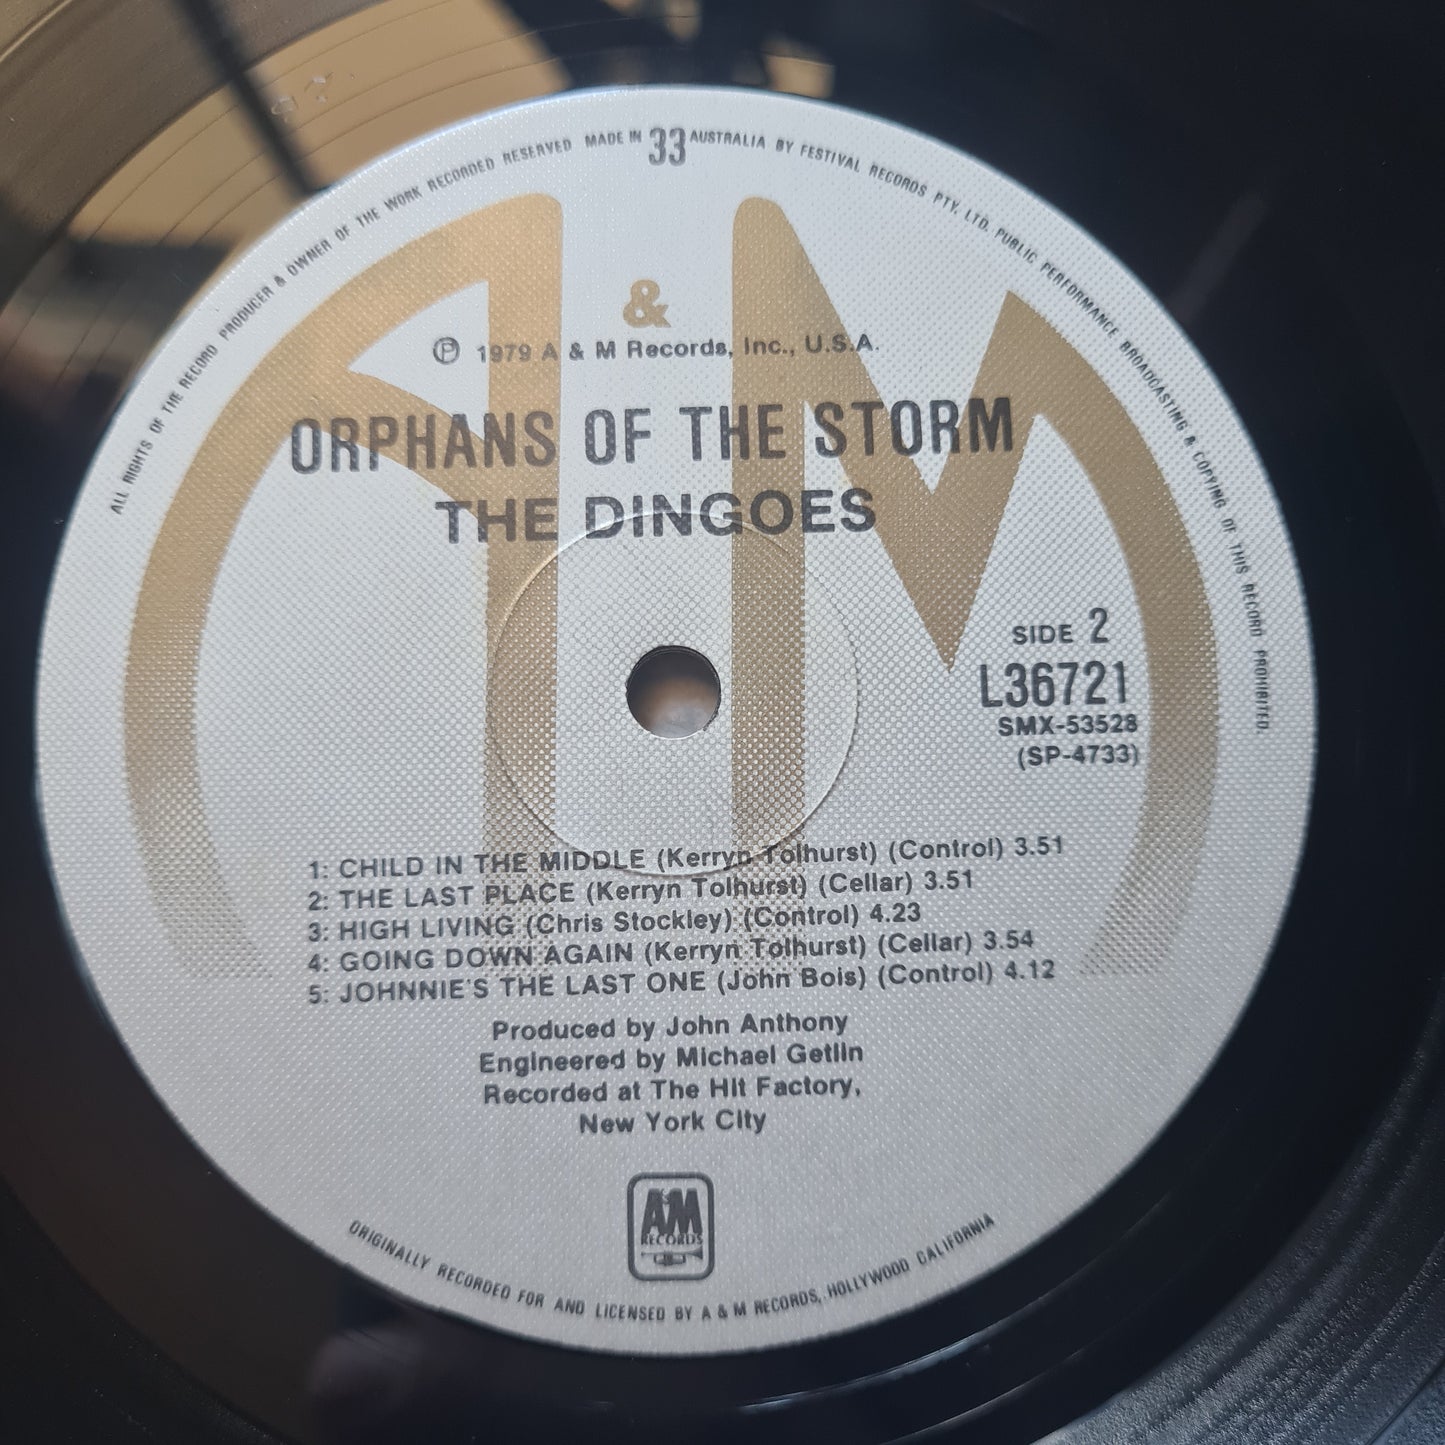 ALL RIGHTS OF THE RECORD PRODUCER & OWNER OF THE WORK RECORDED RESERVED MADE IN 33 AUSTRALIA BY FESTIVAL RECORDS PTY. LTD. PUBLIC PERFORMANCE BROADCASTING & COPYING OF THIS RECORD PROHIBITED.
A & M
℗ 1979 A & M Records, Inc., U.S.A.
ORPHANS OF THE STORM
THE DINGOES
SIDE 2
L36721
SMX-53528
(SP-4733)
1: CHILD IN THE MIDDLE (Kerryn Tolhurst) (Control) 3.51
2: THE LAST PLACE (Kerryn Tolhurst) (Cellar) 3.51
3: HIGH LIVING (Chris Stockley) (Control) 4.23
4: GOING DOWN AGAIN (Kerryn Tolhurst) (Cellar) 3.54
5: JOHNNIE'S THE LAST ONE (John Bois) (Control) 4.12
Produced by John Anthony
Engineered by Michael Getlin
Recorded at The Hit Factory,
New York City
A&M
RECORDS
ORIGINALLY RECORDED FOR AND LICENSED BY A & M RECORDS, HOLLYWOOD CALIFORNIA